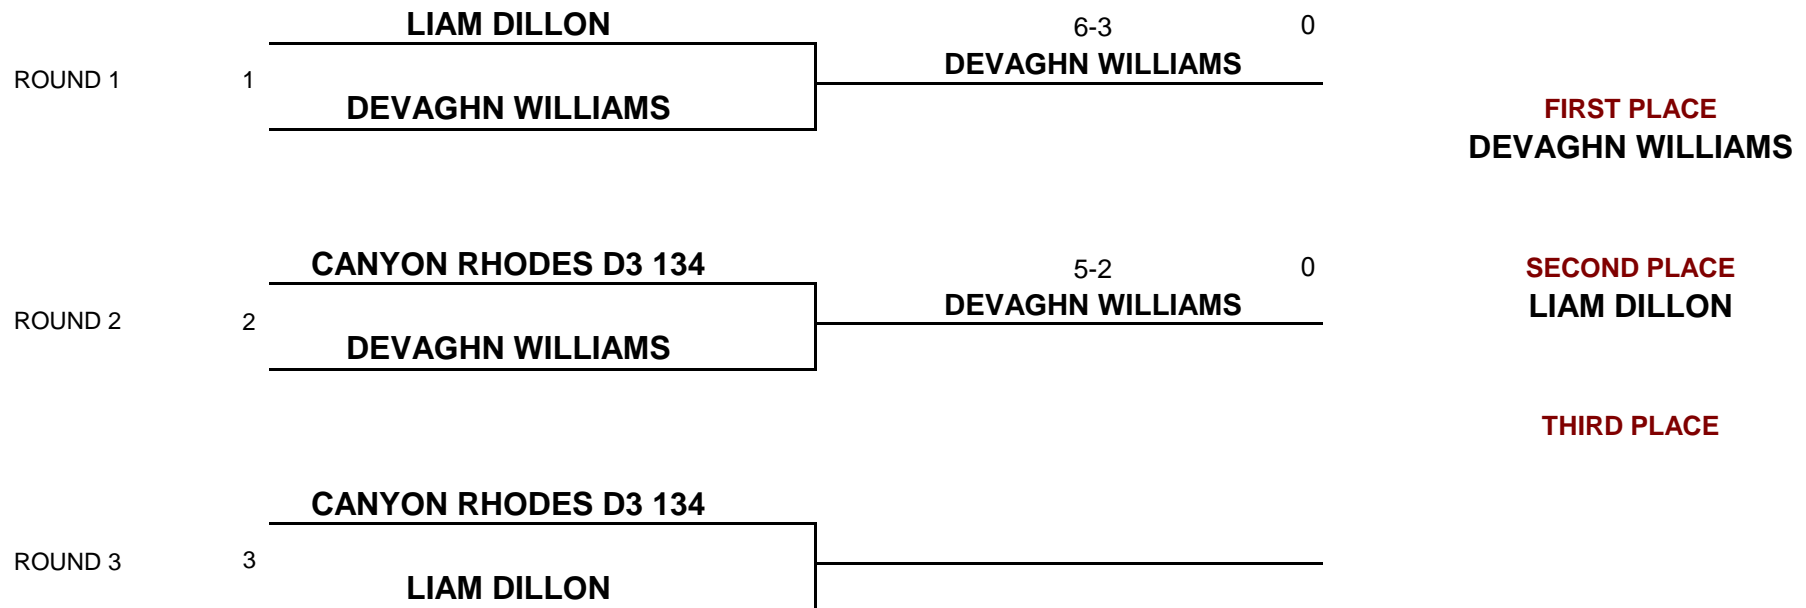 LIAM DILLON
6-3
0
DEVAGHN WILLIAMS
ROUND 1
1
DEVAGHN WILLIAMS
FIRST PLACE
DEVAGHN WILLIAMS
CANYON RHODES D3 134
5-2
0
SECOND PLACE
DEVAGHN WILLIAMS
LIAM DILLON
ROUND 2
2
DEVAGHN WILLIAMS
THIRD PLACE
CANYON RHODES D3 134
ROUND 3
3
LIAM DILLON